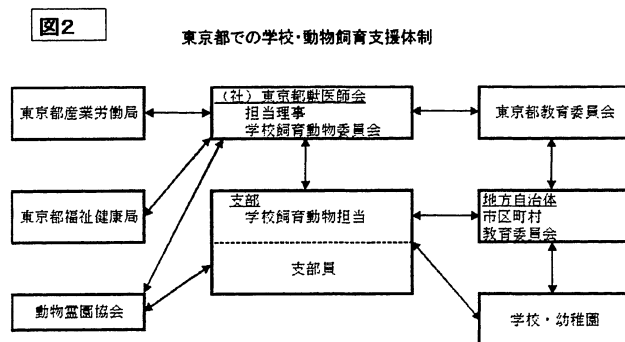 図2
東京都での学校・動物飼育支援体制
東京都産業労働局
（社）東京都獣医師会
担当理事
学校飼育動物委員会
東京都教育委員会
東京都福祉健康局
支部
学校飼育動物担当
支部員
地方自治体
市区町村
教育委員会
動物霊園協会
学校・幼稚園